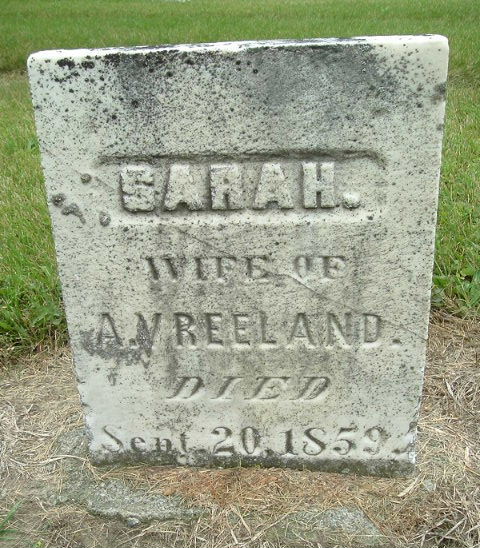 SARAH.
WIFE OF
A. VREELAND.
DIED
Sept. 20, 1859.